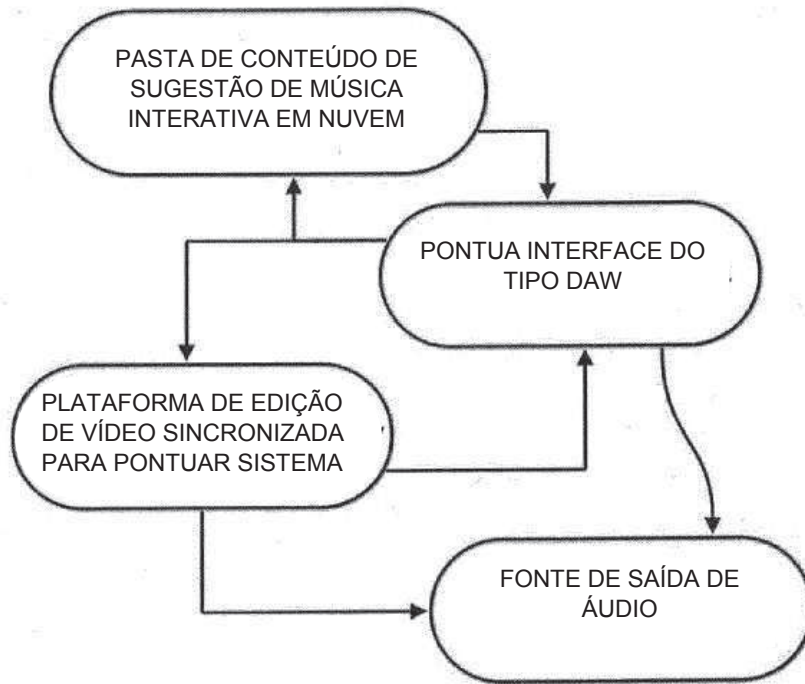 PASTA DE CONTEÚDO DE
SUGESTÃO DE MÚSICA
INTERATIVA EM NUVEM
PONTUA INTERFACE DO
TIPO DAW
PLATAFORMA DE EDIÇÃO
DE VÍDEO SINCRONIZADA
PARA PONTUAR SISTEMA
FONTE DE SAÍDA DE
ÁUDIO